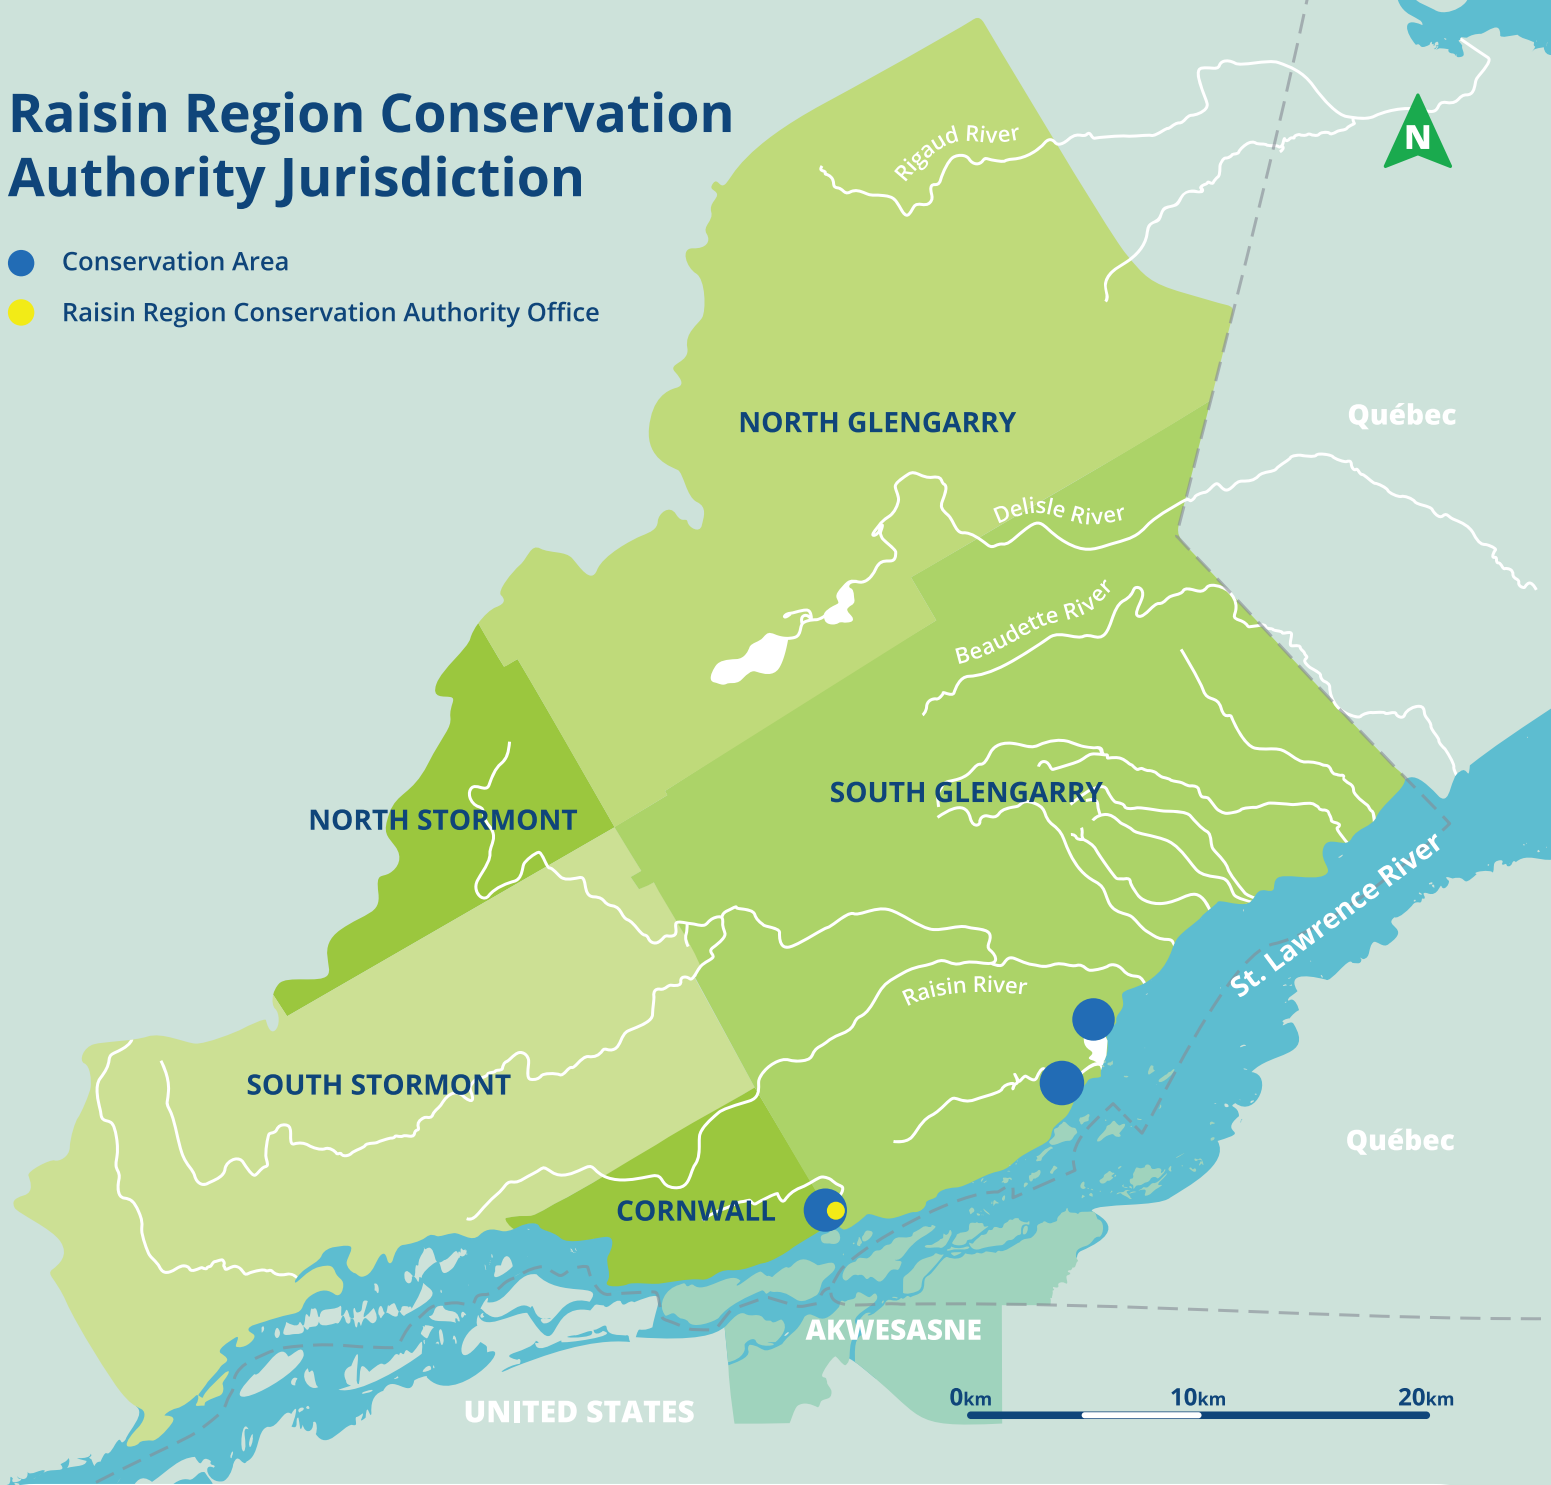 Raisin Region Conservation
Authority Jurisdiction
Conservation Area
Raisin Region Conservation Authority Office
Rigaud River
N
NORTH GLENGARRY
Québec
Delisle River
Beaudette River
SOUTH GLENGARRY
NORTH STORMONT
St. Lawrence River
Raisin River
SOUTH STORMONT
Québec
CORNWALL
AKWESASNE
UNITED STATES
0km 10km 20km